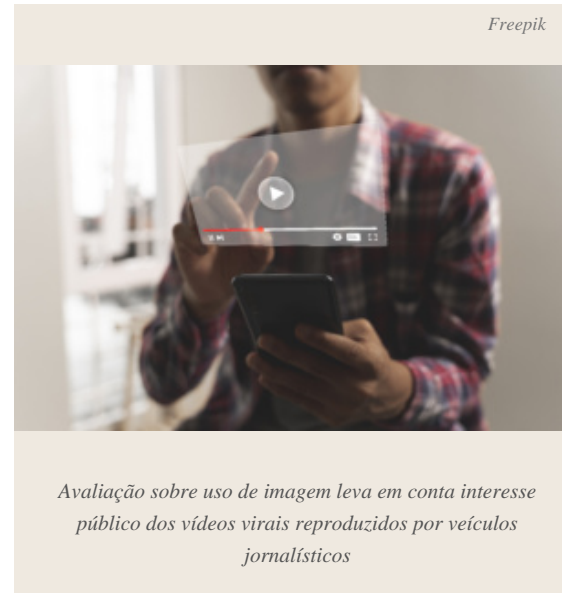 Freepik
Avaliação sobre uso de imagem leva em conta interesse
público dos vídeos virais reproduzidos por veículos
jornalísticos